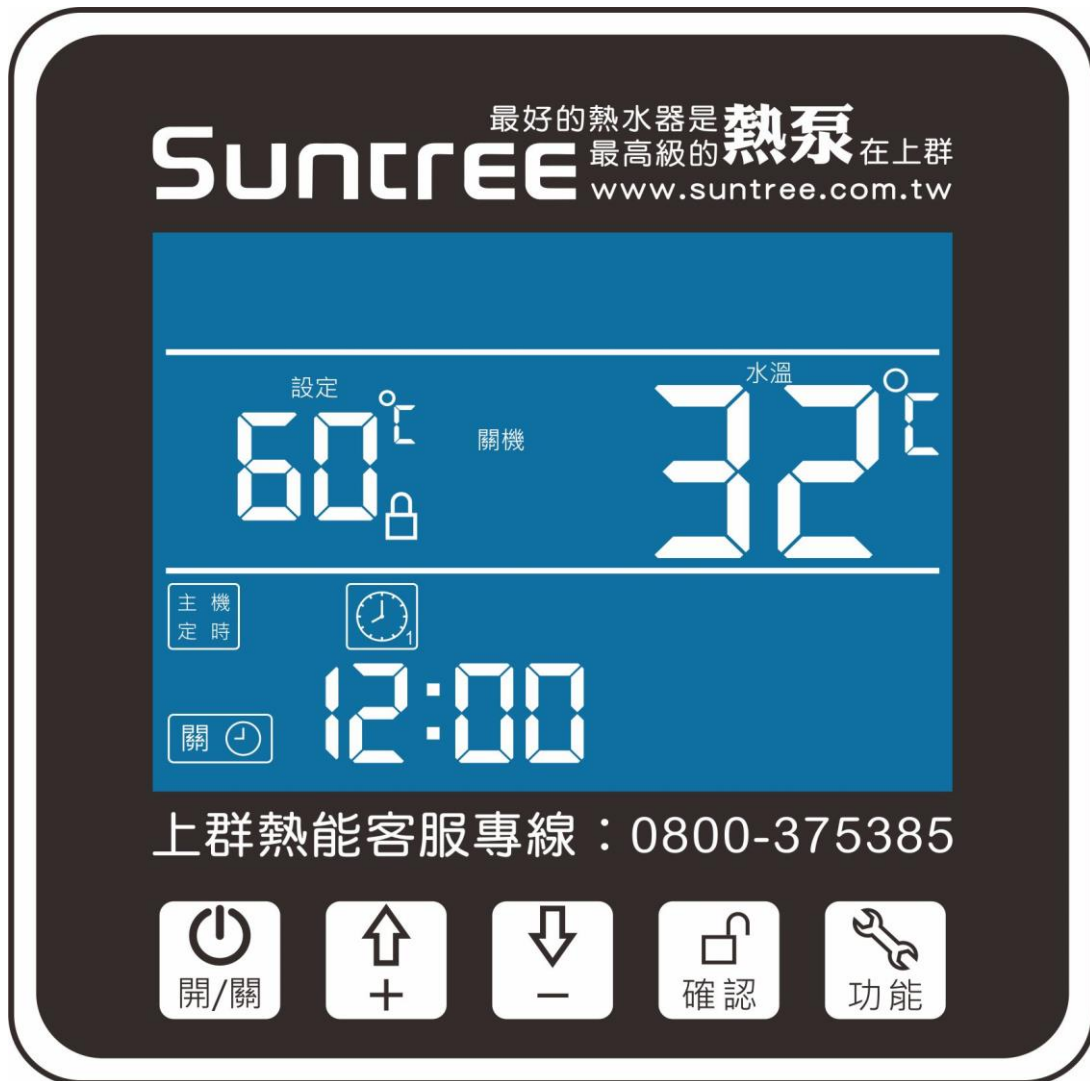 最好的熱水器是熱泵在上群
Suntree 最高級的
www.suntree.com.tw
設定 水溫
60°C 關機 32°C
主機
定時 1
關 12:00
上群熱能客服專線：0800-375385
開/關 + − 確認 功能